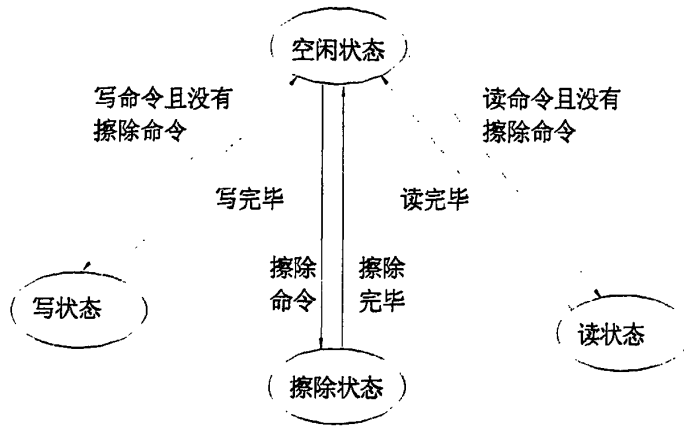 空闲状态
写命令且没有
擦除命令
读命令且没有
擦除命令
写完毕
读完毕
擦除
命令
擦除
完毕
写状态
读状态
擦除状态